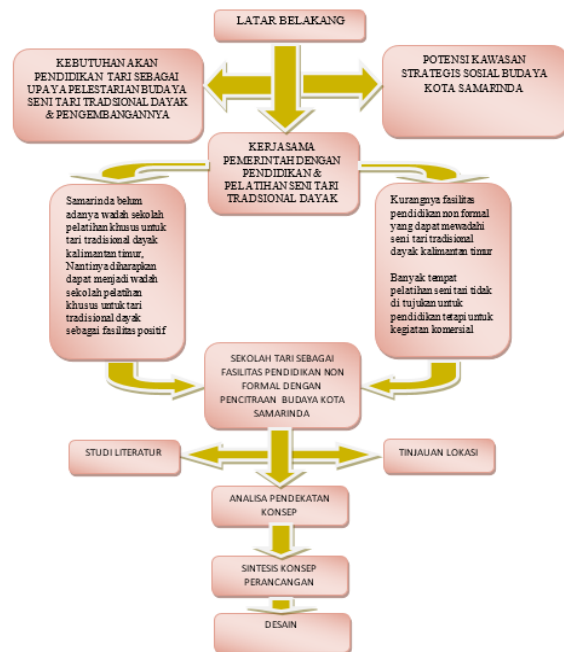 LATAR BELAKANG
KEBUTUHAN AKAN
PENDIDIKAN TARI SEBAGAI
UPAYA PELESTARIAN BUDAYA
SENI TARI TRADSIONAL DAYAK
& PENGEMBANGANNYA
POTENSI KAWASAN
STRATEGIS SOSIAL BUDAYA
KOTA SAMARINDA
KERJASAMA
PEMERINTAH DENGAN
PENDIDIKAN &
PELATIHAN SENI TARI
TRADSIONAL DAYAK
Samarinda belum
adanya wadah sekolah
pelatihan khusus untuk
tari tradisional dayak
kalimantan timur,
Nantinya diharapkan
dapat menjadi wadah
sekolah pelatihan
khusus untuk tari
tradisional dayak
sebagai fasilitas positif
Kurangnya fasilitas
pendidikan non formal
yang dapat mewadahi
seni tari tradisional
dayak kalimantan timur
Banyak tempat
pelatihan seni tari tidak
di tujukan untuk
pendidikan tetapi untuk
kegiatan komersial
SEKOLAH TARI SEBAGAI
FASILITAS PENDIDIKAN NON
FORMAL DENGAN
PENCITRAAN BUDAYA KOTA
SAMARINDA
STUDI LITERATUR
TINJAUAN LOKASI
ANALISA PENDEKATAN
KONSEP
SINTESIS KONSEP
PERANCANGAN
DESAIN